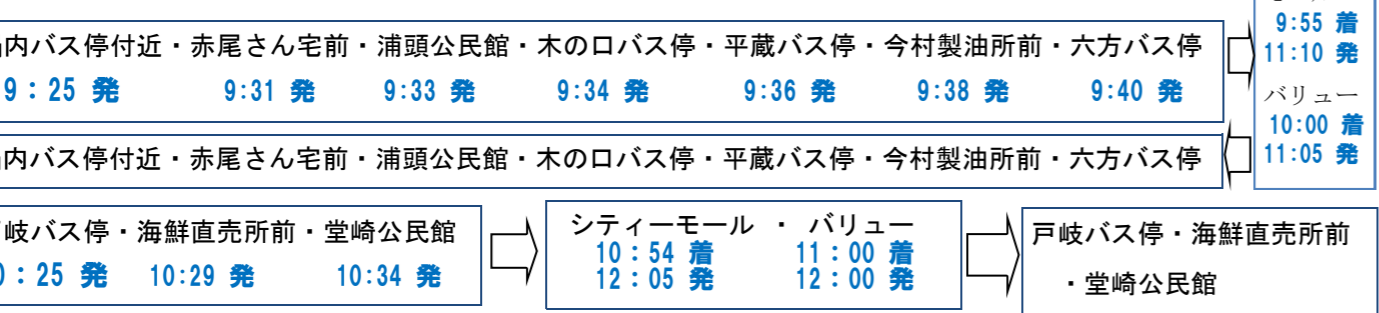 内バス停付近・赤尾さん宅前・浦頭公民館・木の口バス停・平蔵バス停・今村製油所前・六方バス停
9：25 発 9:31 発 9:33 発 9:34 発 9:36 発 9:38 発 9:40 発
9:55 着
11:10 発
バリュー
10:00 着
11:05 発
内バス停付近・赤尾さん宅前・浦頭公民館・木の口バス停・平蔵バス停・今村製油所前・六方バス停
岐バス停・海鮮直売所前・堂崎公民館
0：25 発 10:29 発 10:34 発
シティーモール ・ バリュー
10：54 着 11：00 着
12：05 発 12：00 発
戸岐バス停・海鮮直売所前
・堂崎公民館